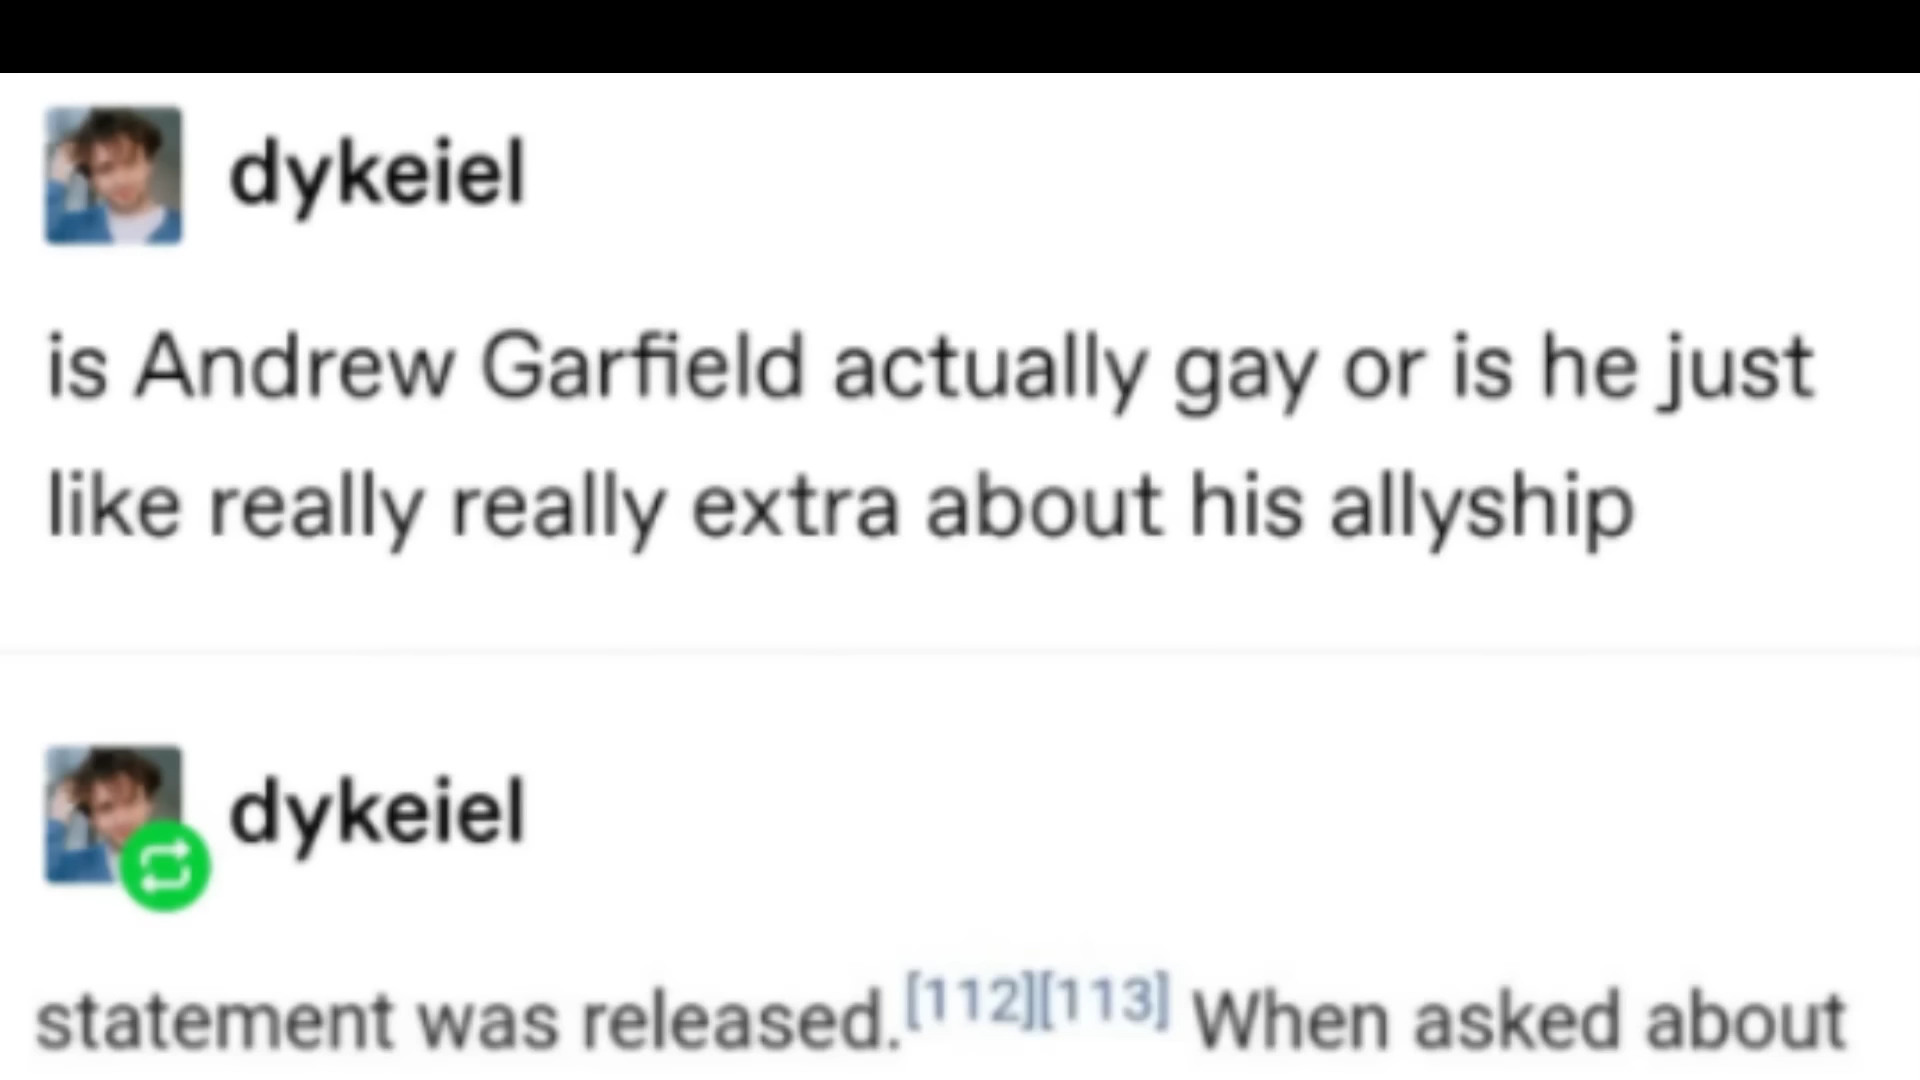 dykeiel
is Andrew Garfield actually gay or is he just
like really really extra about his allyship
dykeiel
statement was released.[112][113] When asked about